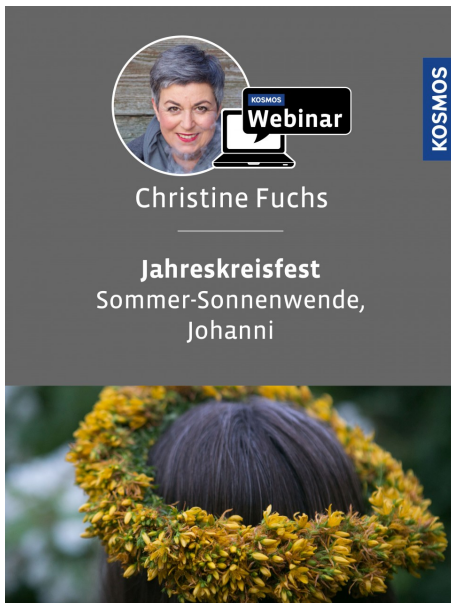 KOSMOS
Webinar
KOSMOS
Christine Fuchs
Jahreskreisfest
Sommer-Sonnenwende,
Johanni